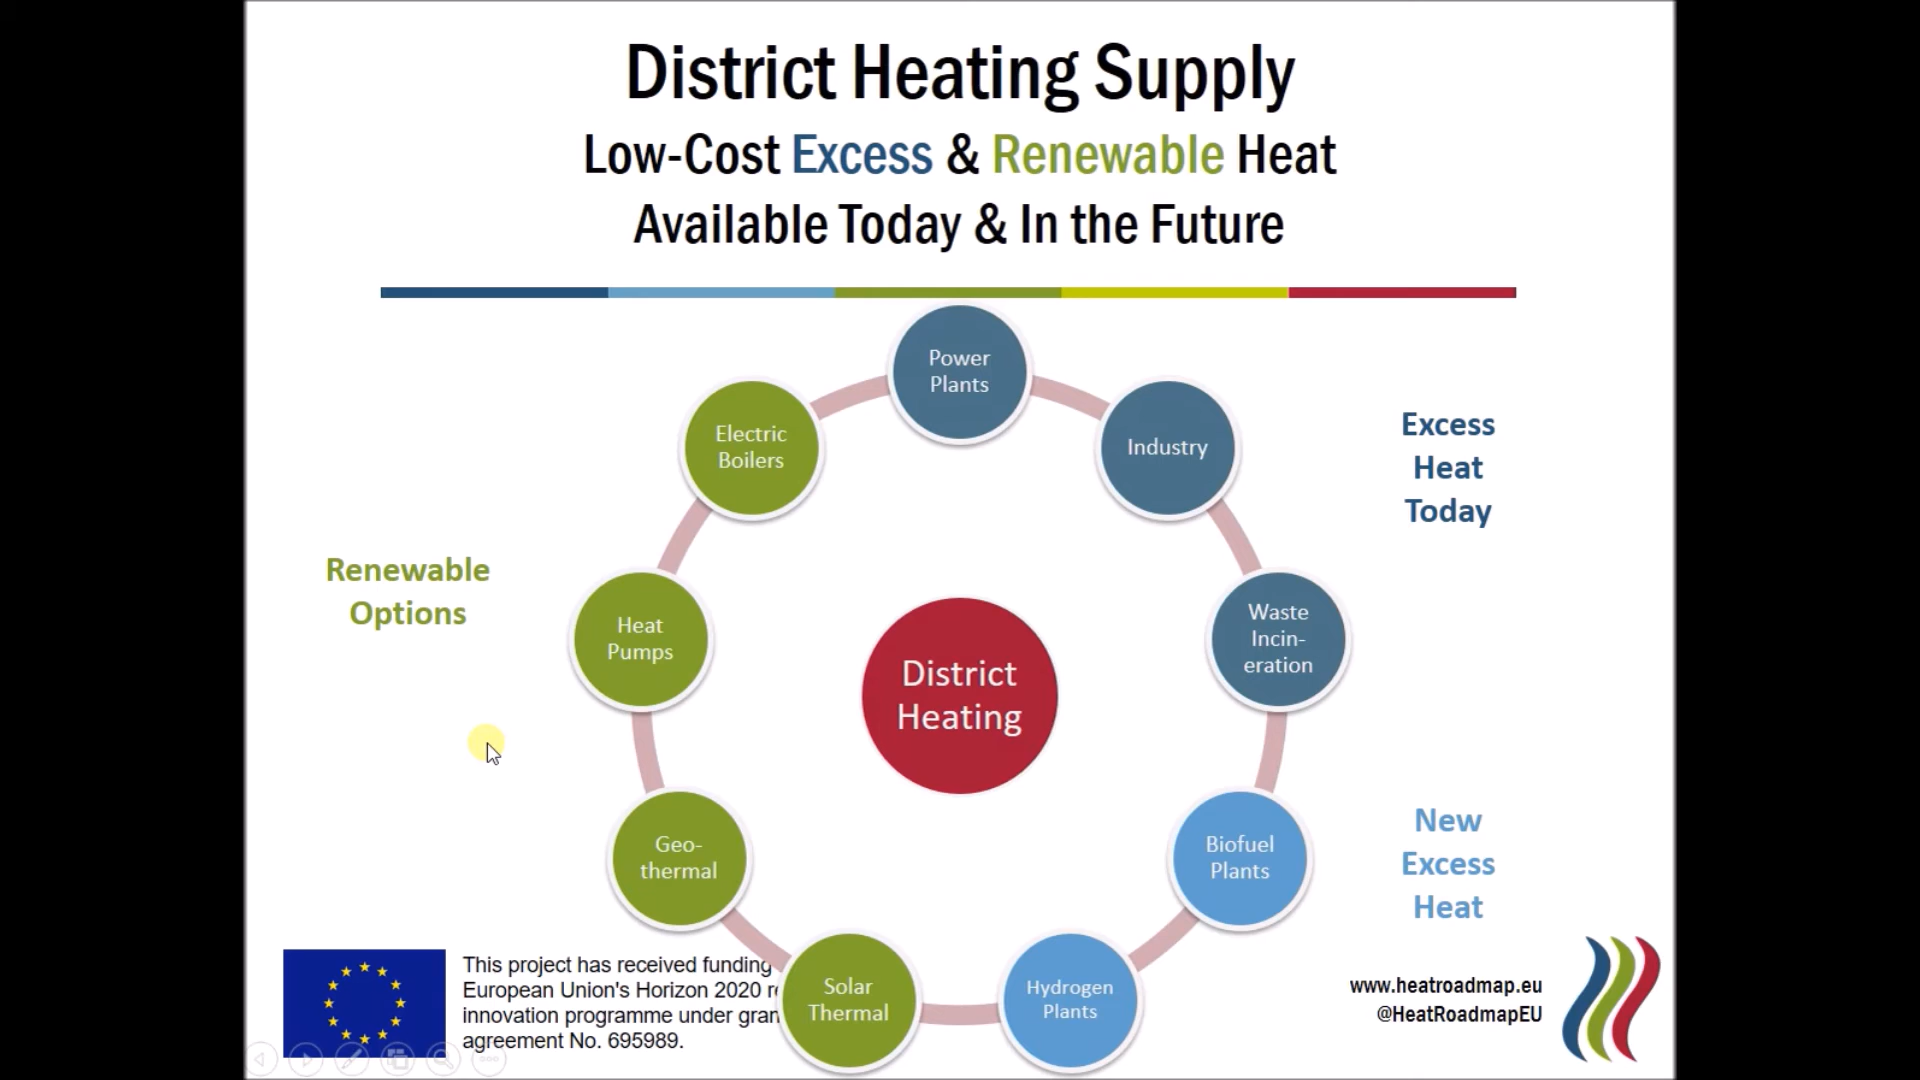 District Heating Supply
Low-Cost Excess & Renewable Heat
Available Today & In the Future
Power
Plants
Electric
Boilers
Industry
Excess
Heat
Today
Renewable
Options
Heat
Pumps
Waste
Incin-
eration
District
Heating
Geo-
thermal
Biofuel
Plants
New
Excess
Heat
Solar
Thermal
Hydrogen
Plants
This project has received funding
European Union's Horizon 2020
innovation programme under
agreement No. 695989.
www.heatroadmap.eu
@HeatRoadmapEU